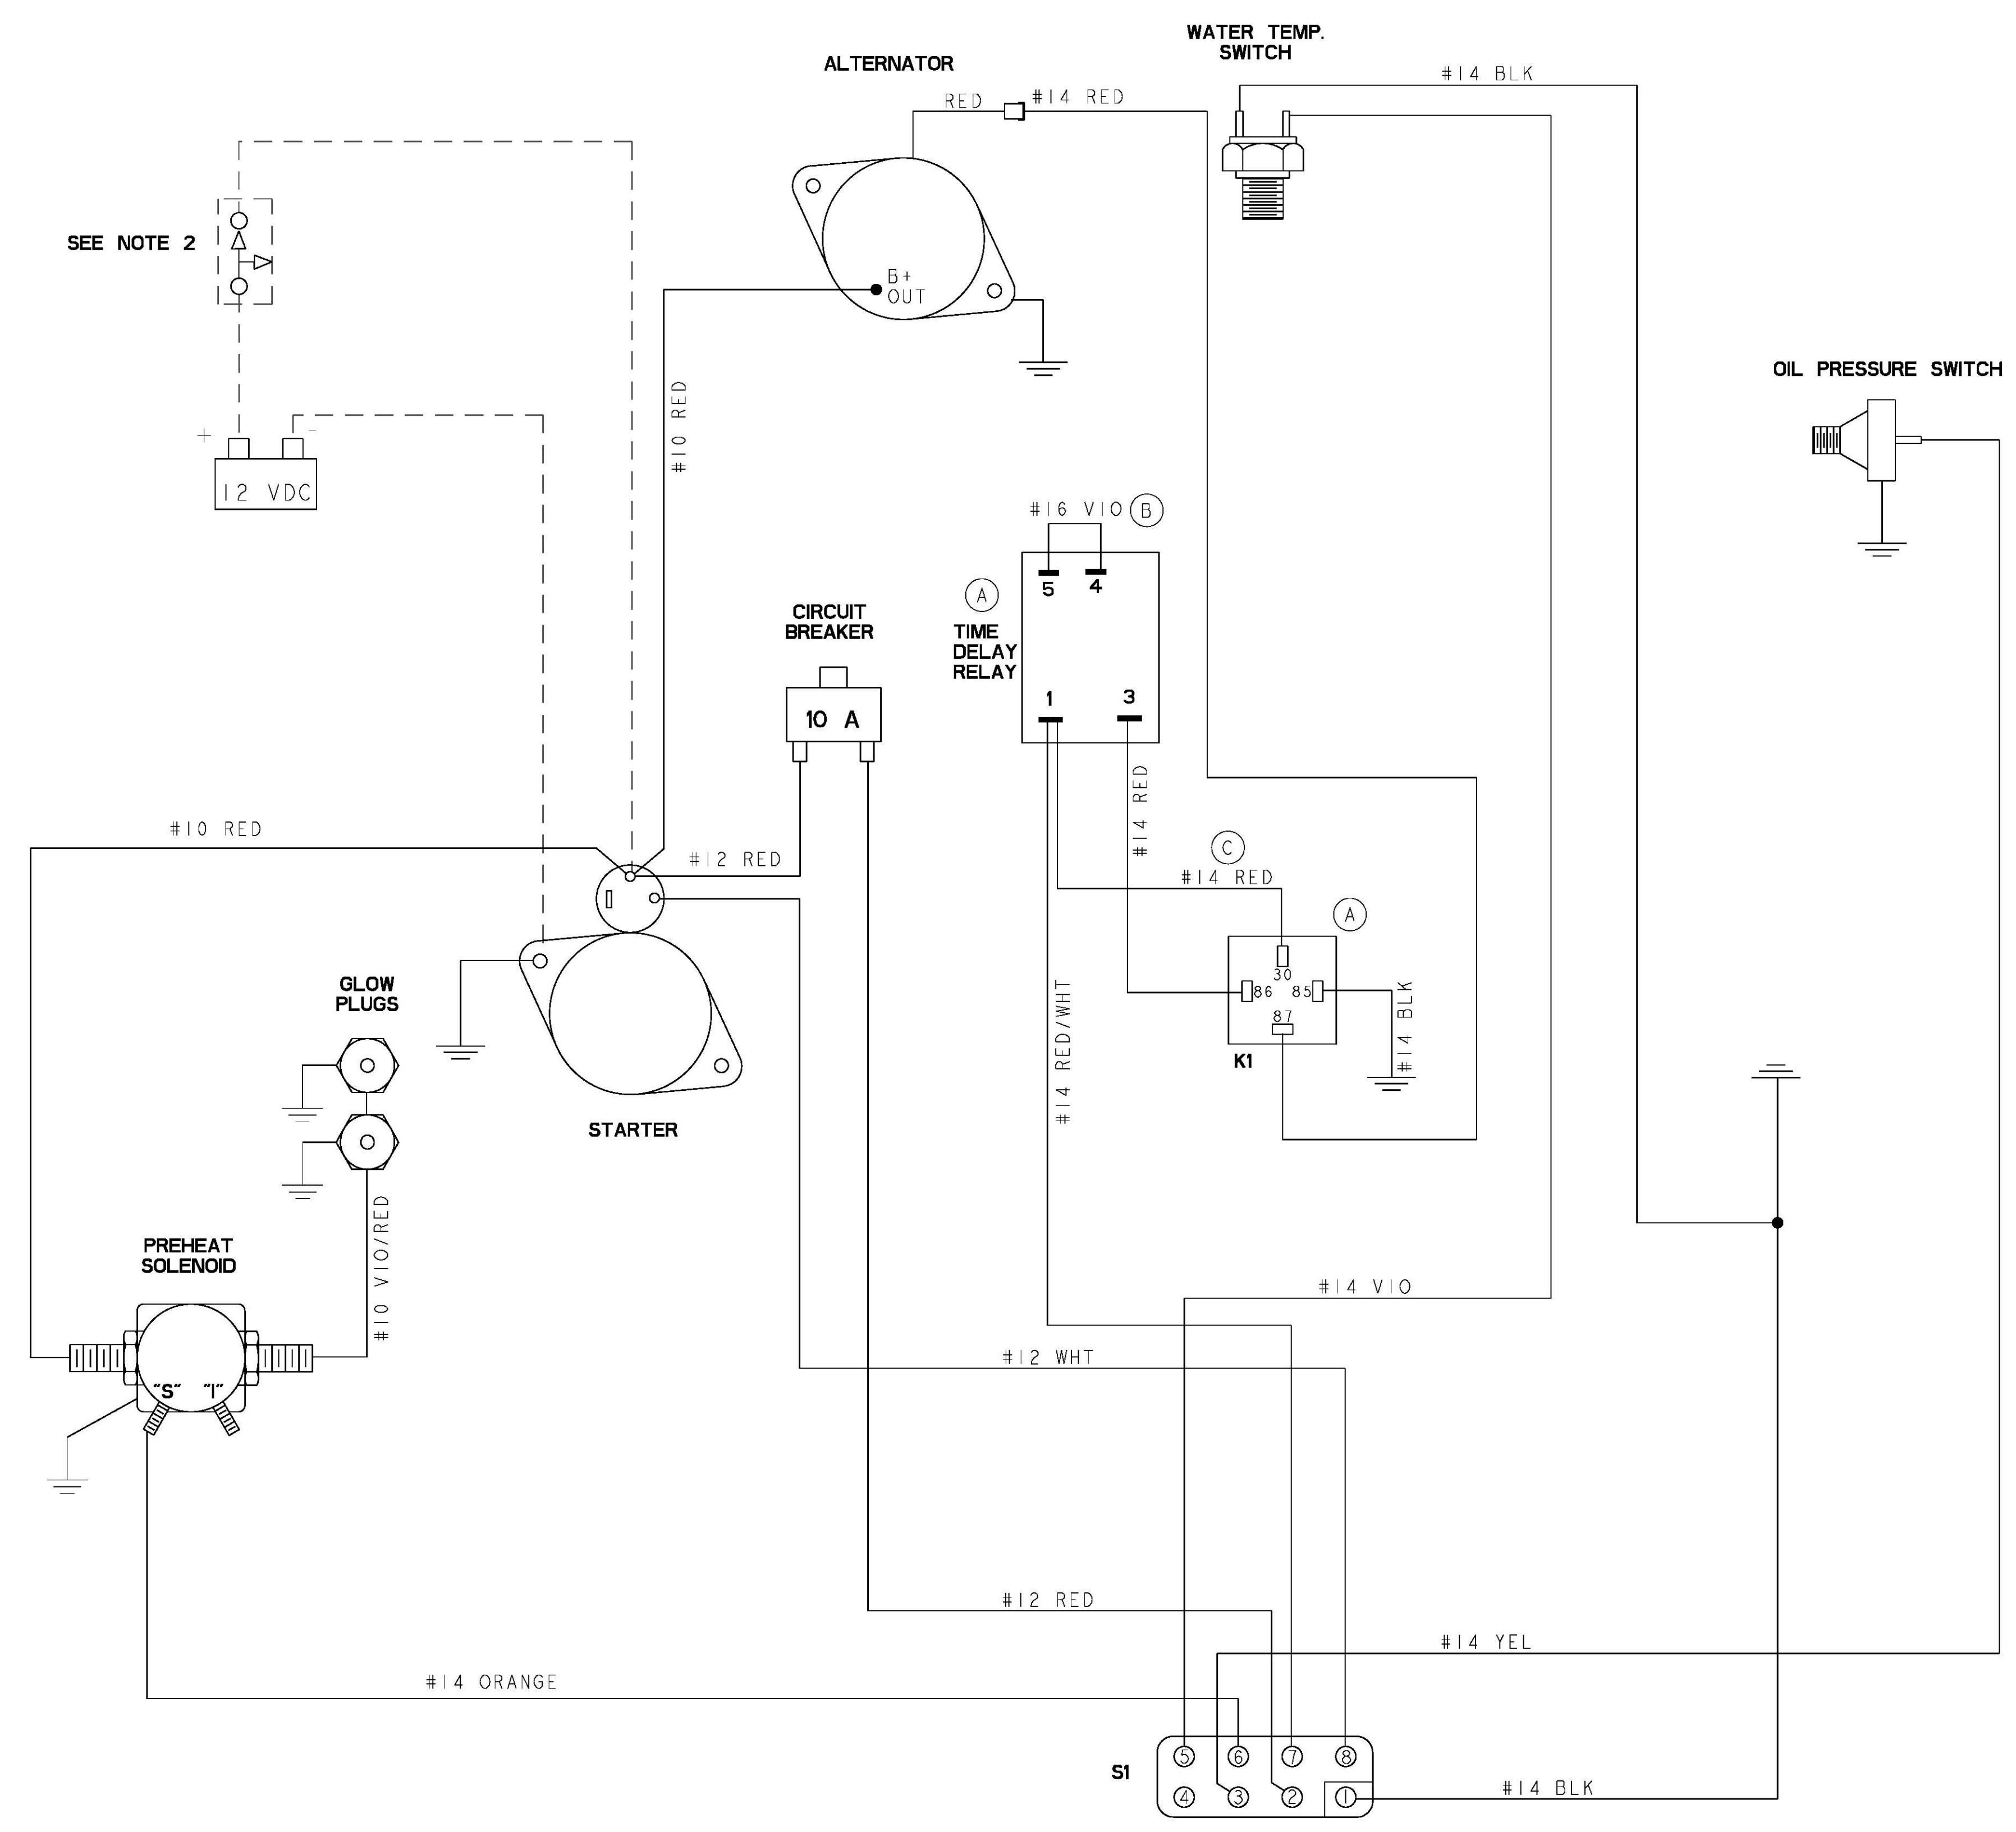 WATER TEMP.
SWITCH
ALTERNATOR
#14 BLK
RED
#14 RED
SEE NOTE 2
B+
OUT
OIL PRESSURE SWITCH
#10 RED
+
-
12 VDC
#16 VIO
B
5
4
A
CIRCUIT
BREAKER
TIME
DELAY
RELAY
1
3
10 A
#14 RED
#10 RED
#12 RED
C
#14 RED
A
30
86
85
87
K1
#14 BLK
#14 RED/WHT
GLOW
PLUGS
STARTER
#10 VIO/RED
PREHEAT
SOLENOID
#14 VIO
#12 WHT
"S"
"I"
#12 RED
#14 YEL
#14 ORANGE
S1
5
6
7
8
4
3
2
1
#14 BLK